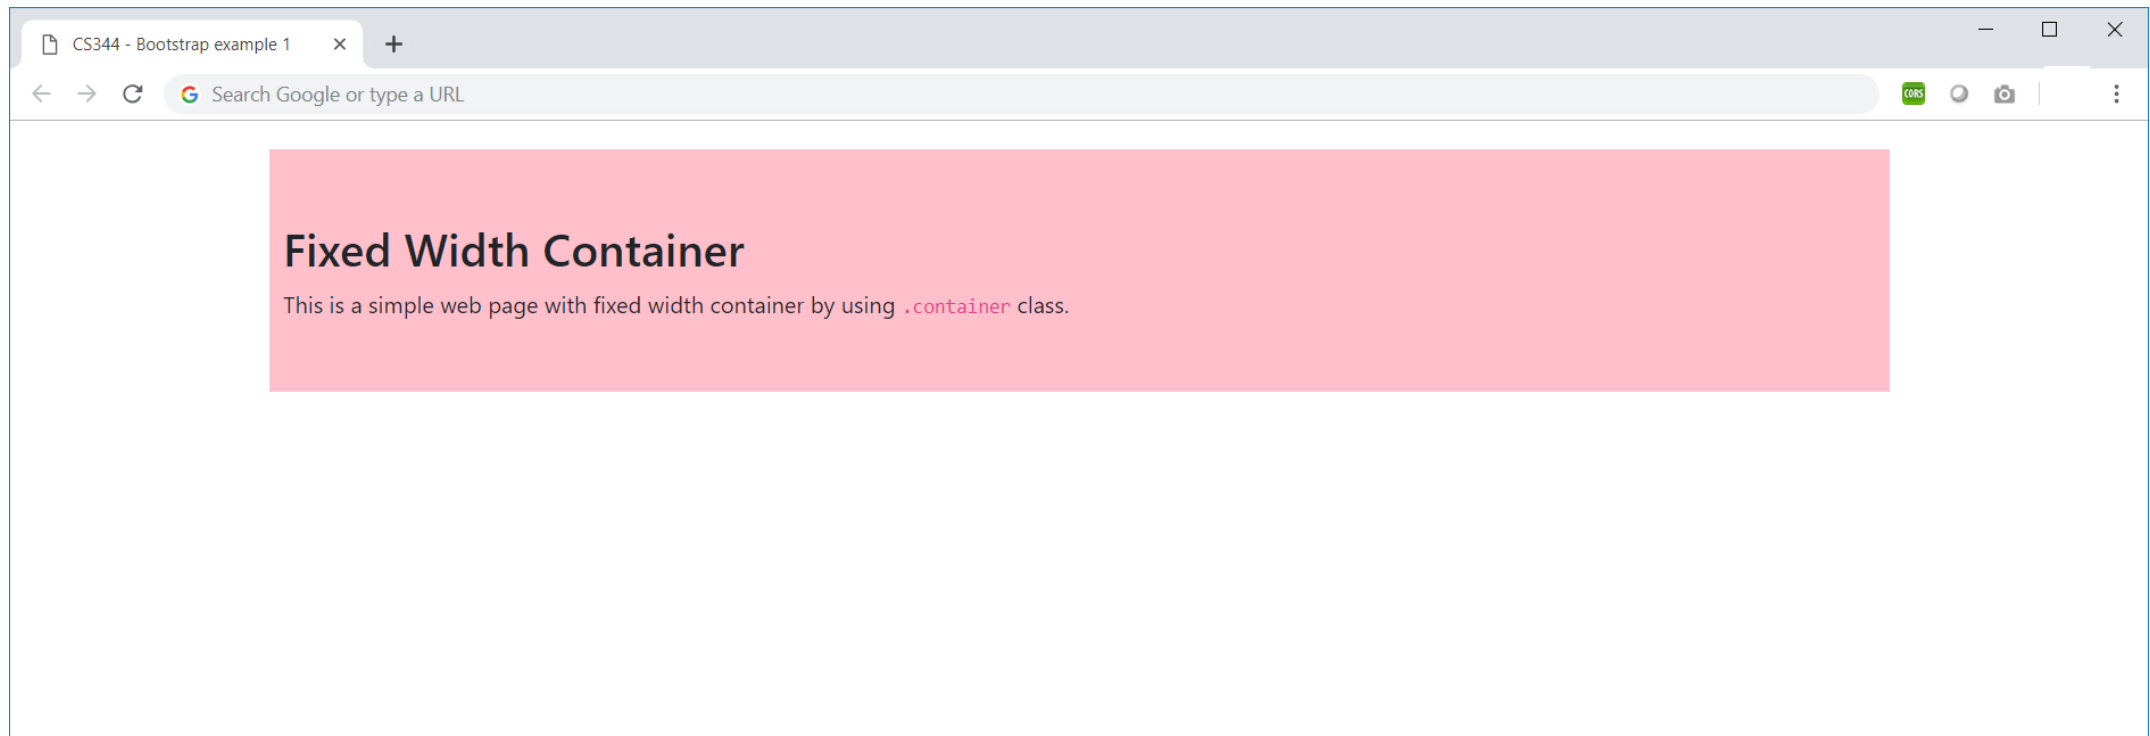 CS344 - Bootstrap example 1
Search Google or type a URL
CORS
Fixed Width Container
This is a simple web page with fixed width container by using .container class.